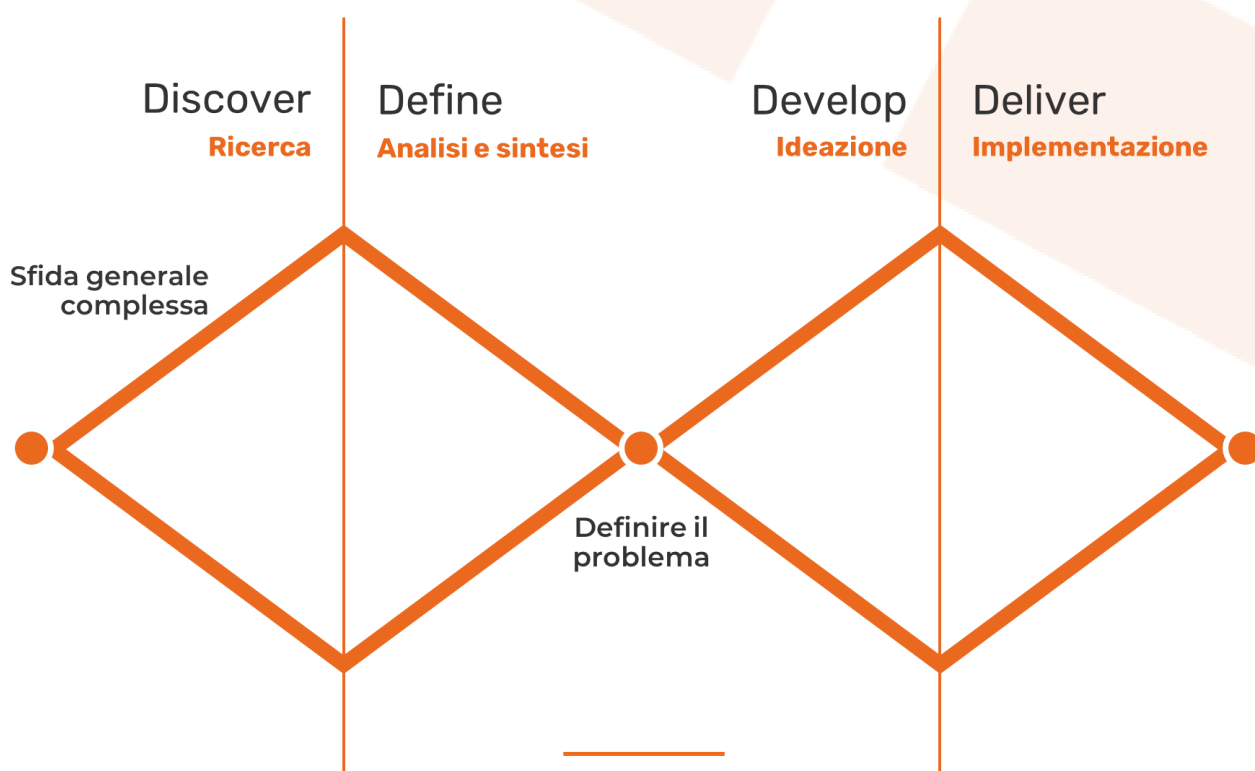 Discover
Ricerca
Define
Analisi e sintesi
Develop
Ideazione
Deliver
Implementazione
Sfida generale
complessa
Definire il
problema